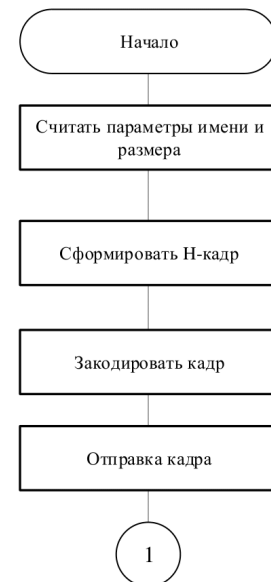 Начало
Считать параметры имени и
размера
Сформировать Н-кадр
Закодировать кадр
Отправка кадра
1